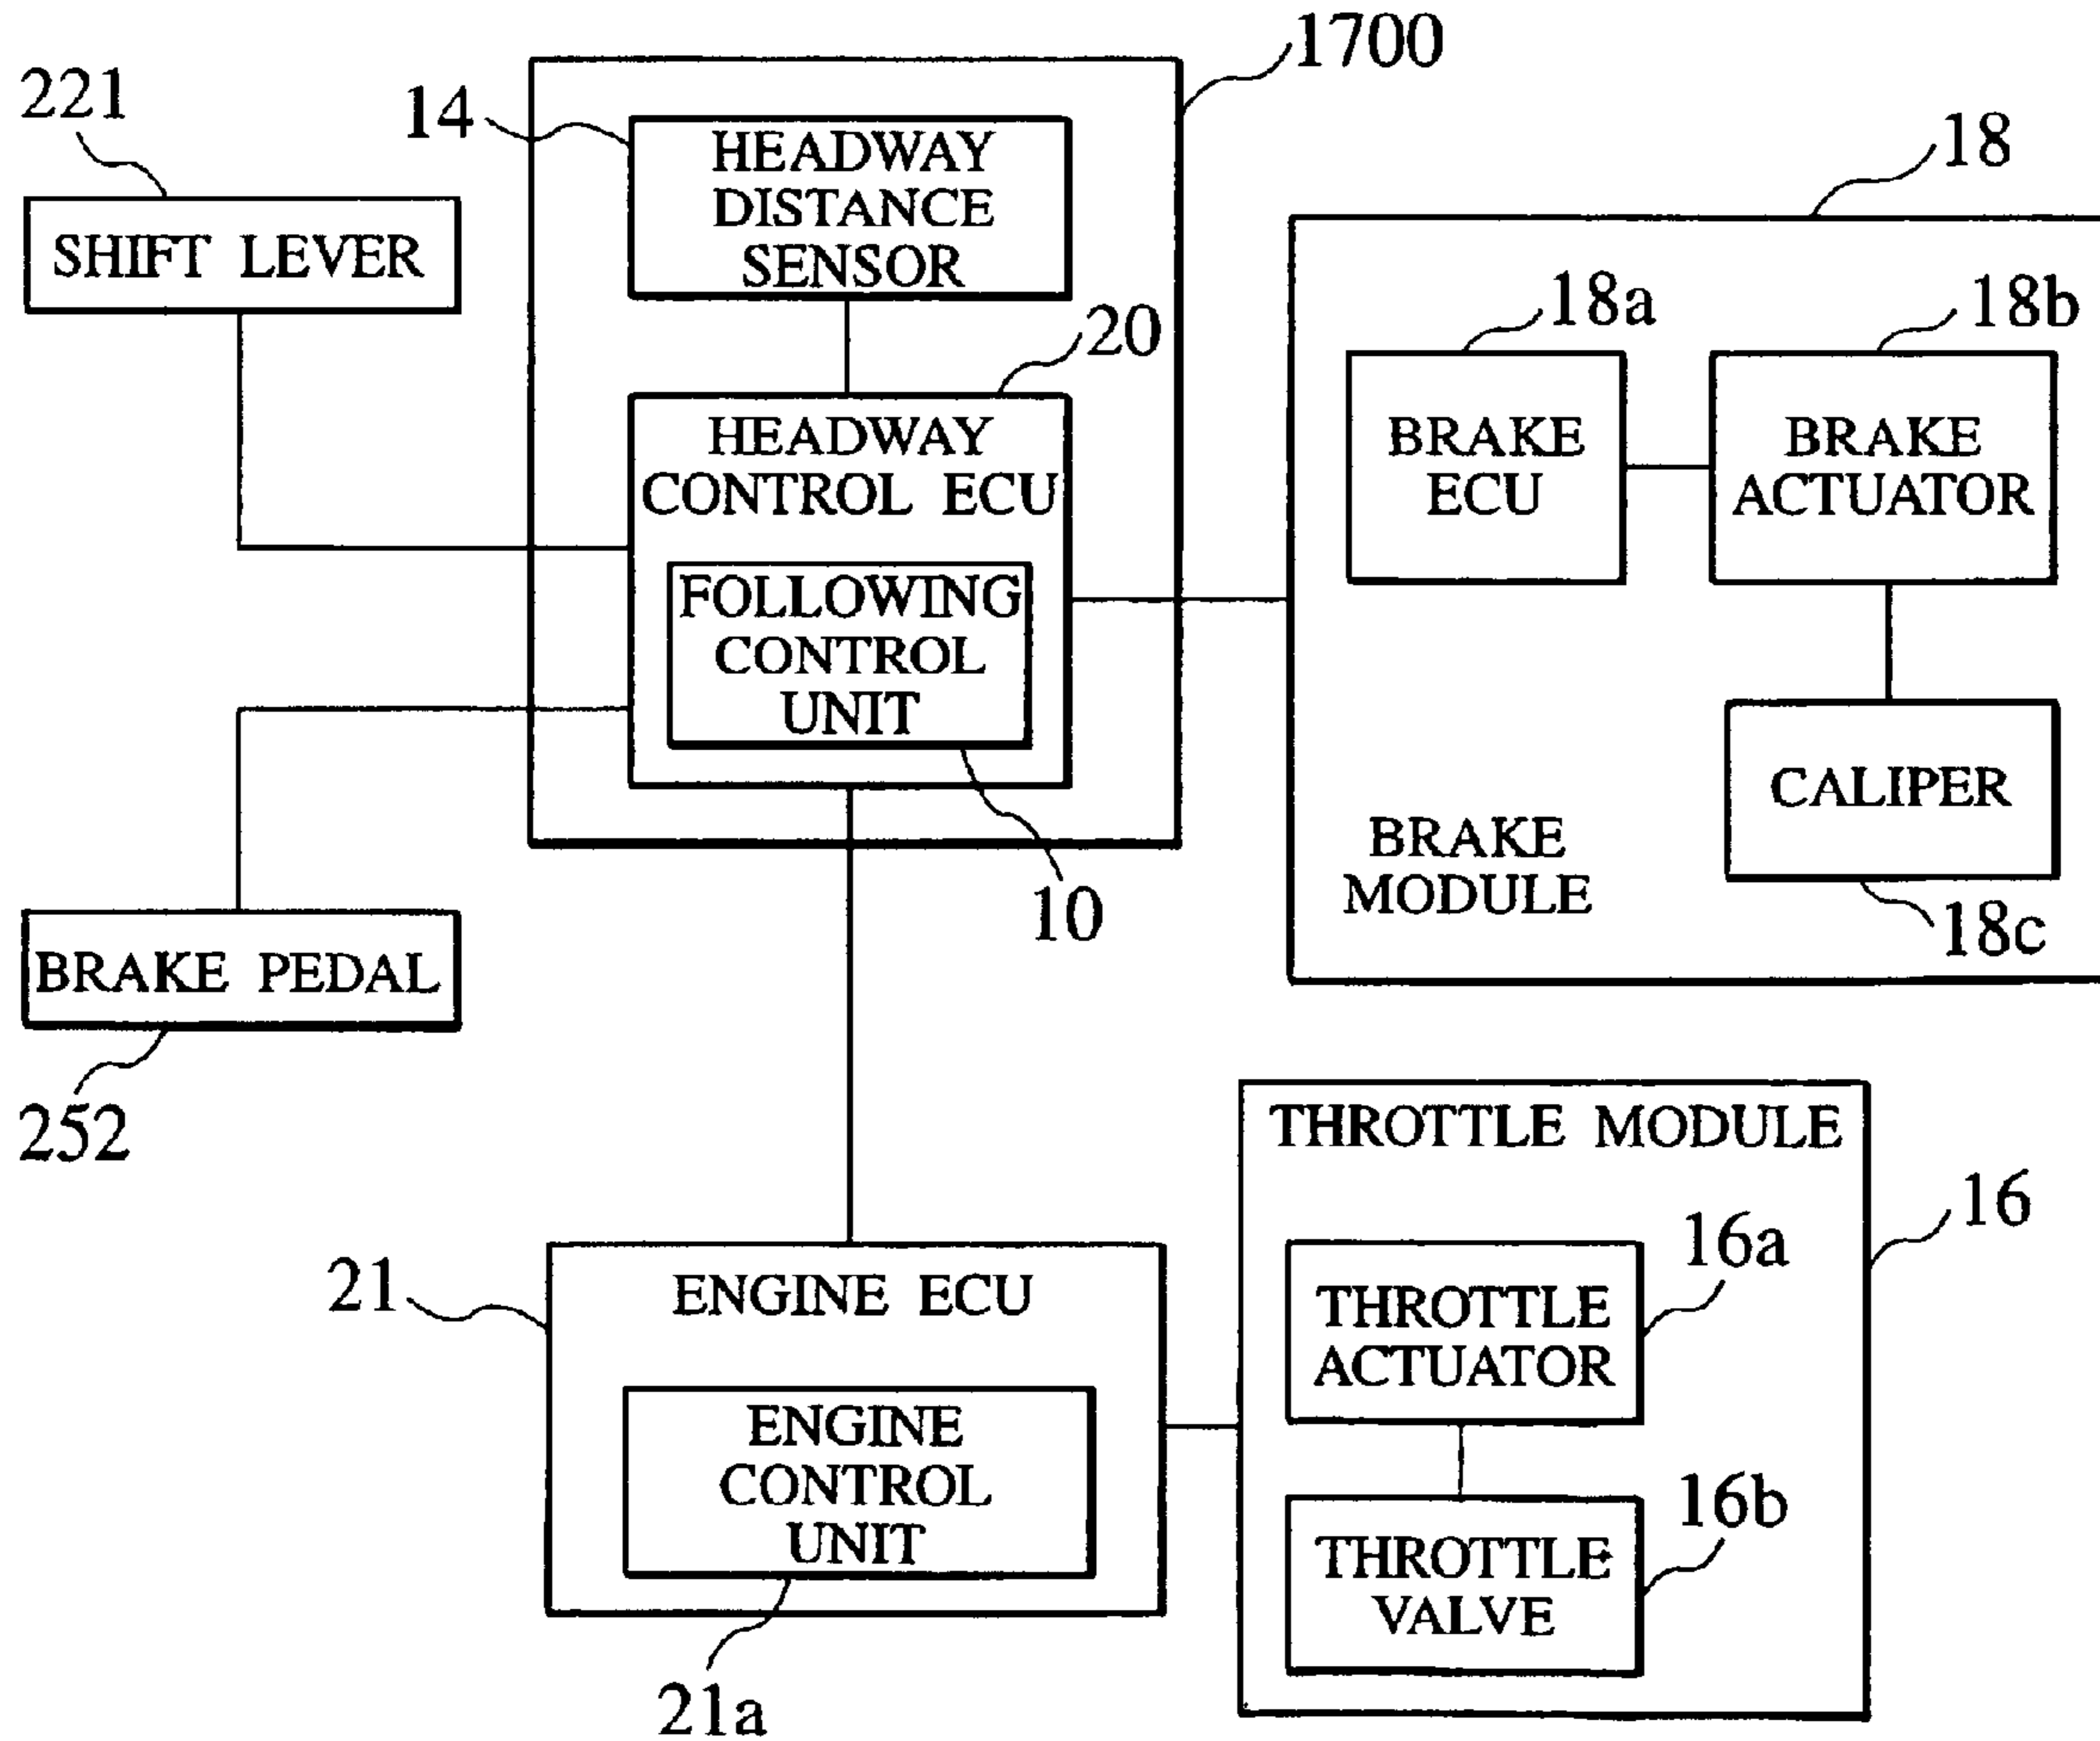 1700
221
14
HEADWAY
DISTANCE
SENSOR
18
SHIFT LEVER
20
18a
18b
HEADWAY
CONTROL ECU
BRAKE
ECU
BRAKE
ACTUATOR
FOLLOWING
CONTROL
UNIT
CALIPER
BRAKE
MODULE
10
18c
BRAKE PEDAL
252
THROTTLE MODULE
16
16a
21
ENGINE ECU
THROTTLE
ACTUATOR
ENGINE
CONTROL
UNIT
16b
THROTTLE
VALVE
21a